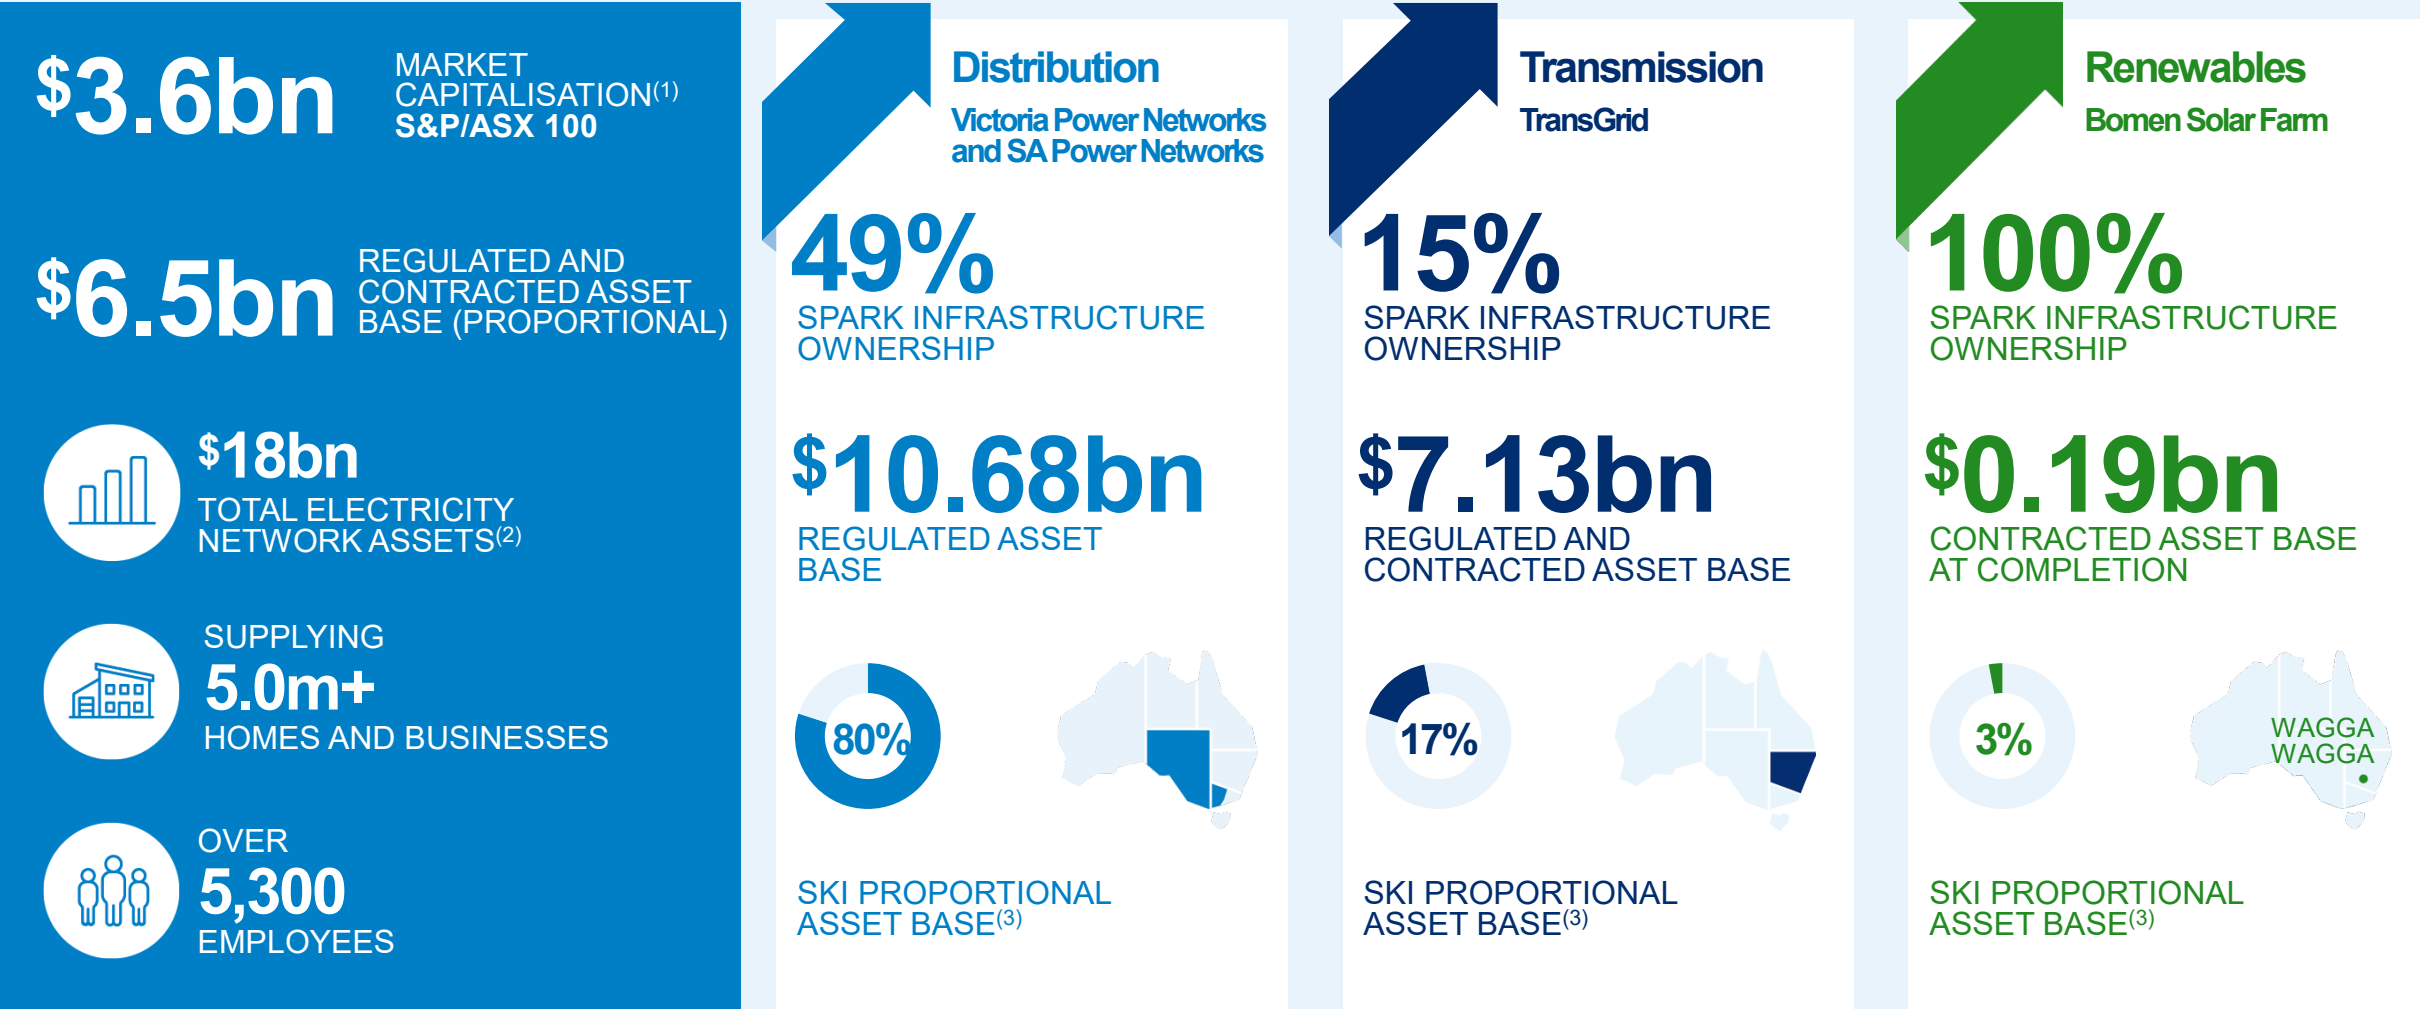 $3.6bn
MARKET
CAPITALISATION(1)
S&P/ASX 100
$6.5bn
REGULATED AND
CONTRACTED ASSET
BASE (PROPORTIONAL)
$18bn
TOTAL ELECTRICITY
NETWORK ASSETS(2)
SUPPLYING
5.0m+
HOMES AND BUSINESSES
OVER
5,300
EMPLOYEES
Distribution
Victoria Power Networks
and SA Power Networks
49%
SPARK INFRASTRUCTURE
OWNERSHIP
$10.68bn
REGULATED ASSET
BASE
80%
SKI PROPORTIONAL
ASSET BASE(3)
Transmission
TransGrid
15%
SPARK INFRASTRUCTURE
OWNERSHIP
$7.13bn
REGULATED AND
CONTRACTED ASSET BASE
17%
SKI PROPORTIONAL
ASSET BASE(3)
Renewables
Bomen Solar Farm
100%
SPARK INFRASTRUCTURE
OWNERSHIP
$0.19bn
CONTRACTED ASSET BASE
AT COMPLETION
3%
WAGGA
WAGGA
SKI PROPORTIONAL
ASSET BASE(3)